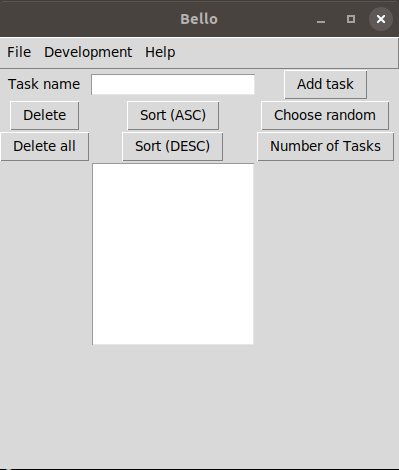 Bello
File Development Help
Task name Add task
Delete Sort (ASC) Choose random
Delete all Sort (DESC) Number of Tasks